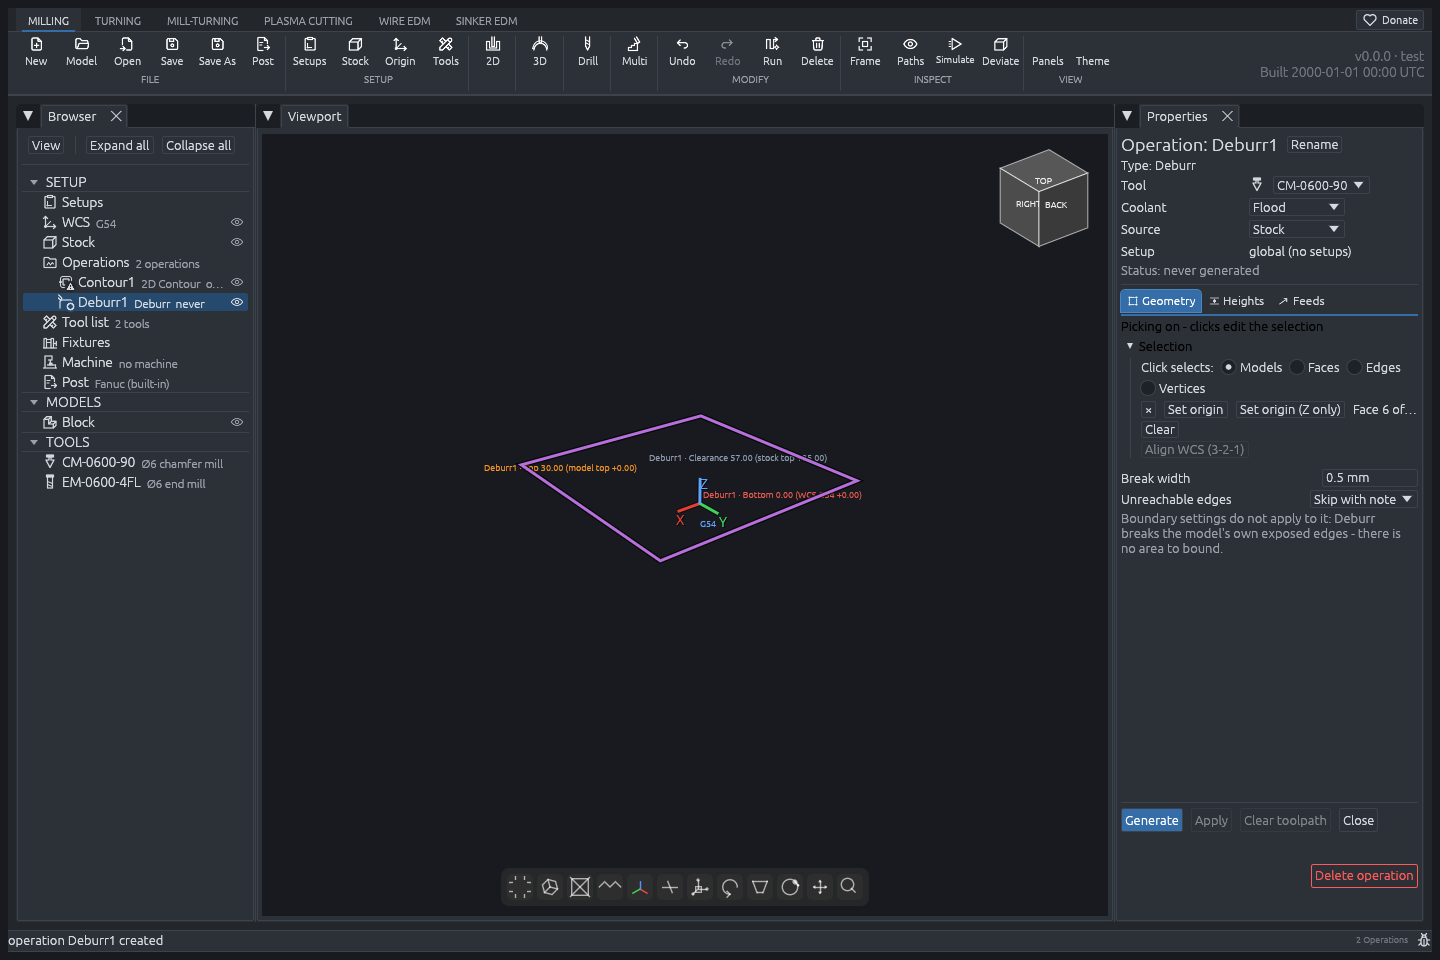 MILLING TURNING MILL-TURNING PLASMA CUTTING WIRE EDM SINKER EDM Donate
New Model Open Save Save As Post Setups Stock Origin Tools 2D 3D Drill Multi Undo Redo Run Delete Frame Paths Simulate Deviate Panels Theme
FILE SETUP MODIFY INSPECT VIEW
v0.0.0 · test
Built 2000-01-01 00:00 UTC
Browser
View Expand all Collapse all
SETUP
Setups
WCS G54
Stock
Operations 2 operations
Contour1 2D Contour o...
Deburr1 Deburr never
Tool list 2 tools
Fixtures
Machine no machine
Post Fanuc (built-in)
MODELS
Block
TOOLS
CM-0600-90 Ø6 chamfer mill
EM-0600-4FL Ø6 end mill
Viewport
TOP
RIGHT BACK
Deburr1 · Clearance 57.00 (stock top
Deburr1 · 30.00 (model top +0.00)
Z
Deburr1 · Bottom 0.00 (WCS +0.00)
X G54 Y
Properties
Operation: Deburr1 Rename
Type: Deburr
Tool CM-0600-90
Coolant Flood
Source Stock
Setup global (no setups)
Status: never generated
Geometry Heights Feeds
Picking on - clicks edit the selection
Selection
Click selects: Models Faces Edges
Vertices
× Set origin Set origin (Z only) Face 6 of...
Clear
Align WCS (3-2-1)
Break width 0.5 mm
Unreachable edges Skip with note
Boundary settings do not apply to it: Deburr
breaks the model's own exposed edges - there is
no area to bound.
Generate Apply Clear toolpath Close
Delete operation
operation Deburr1 created
2 Operations